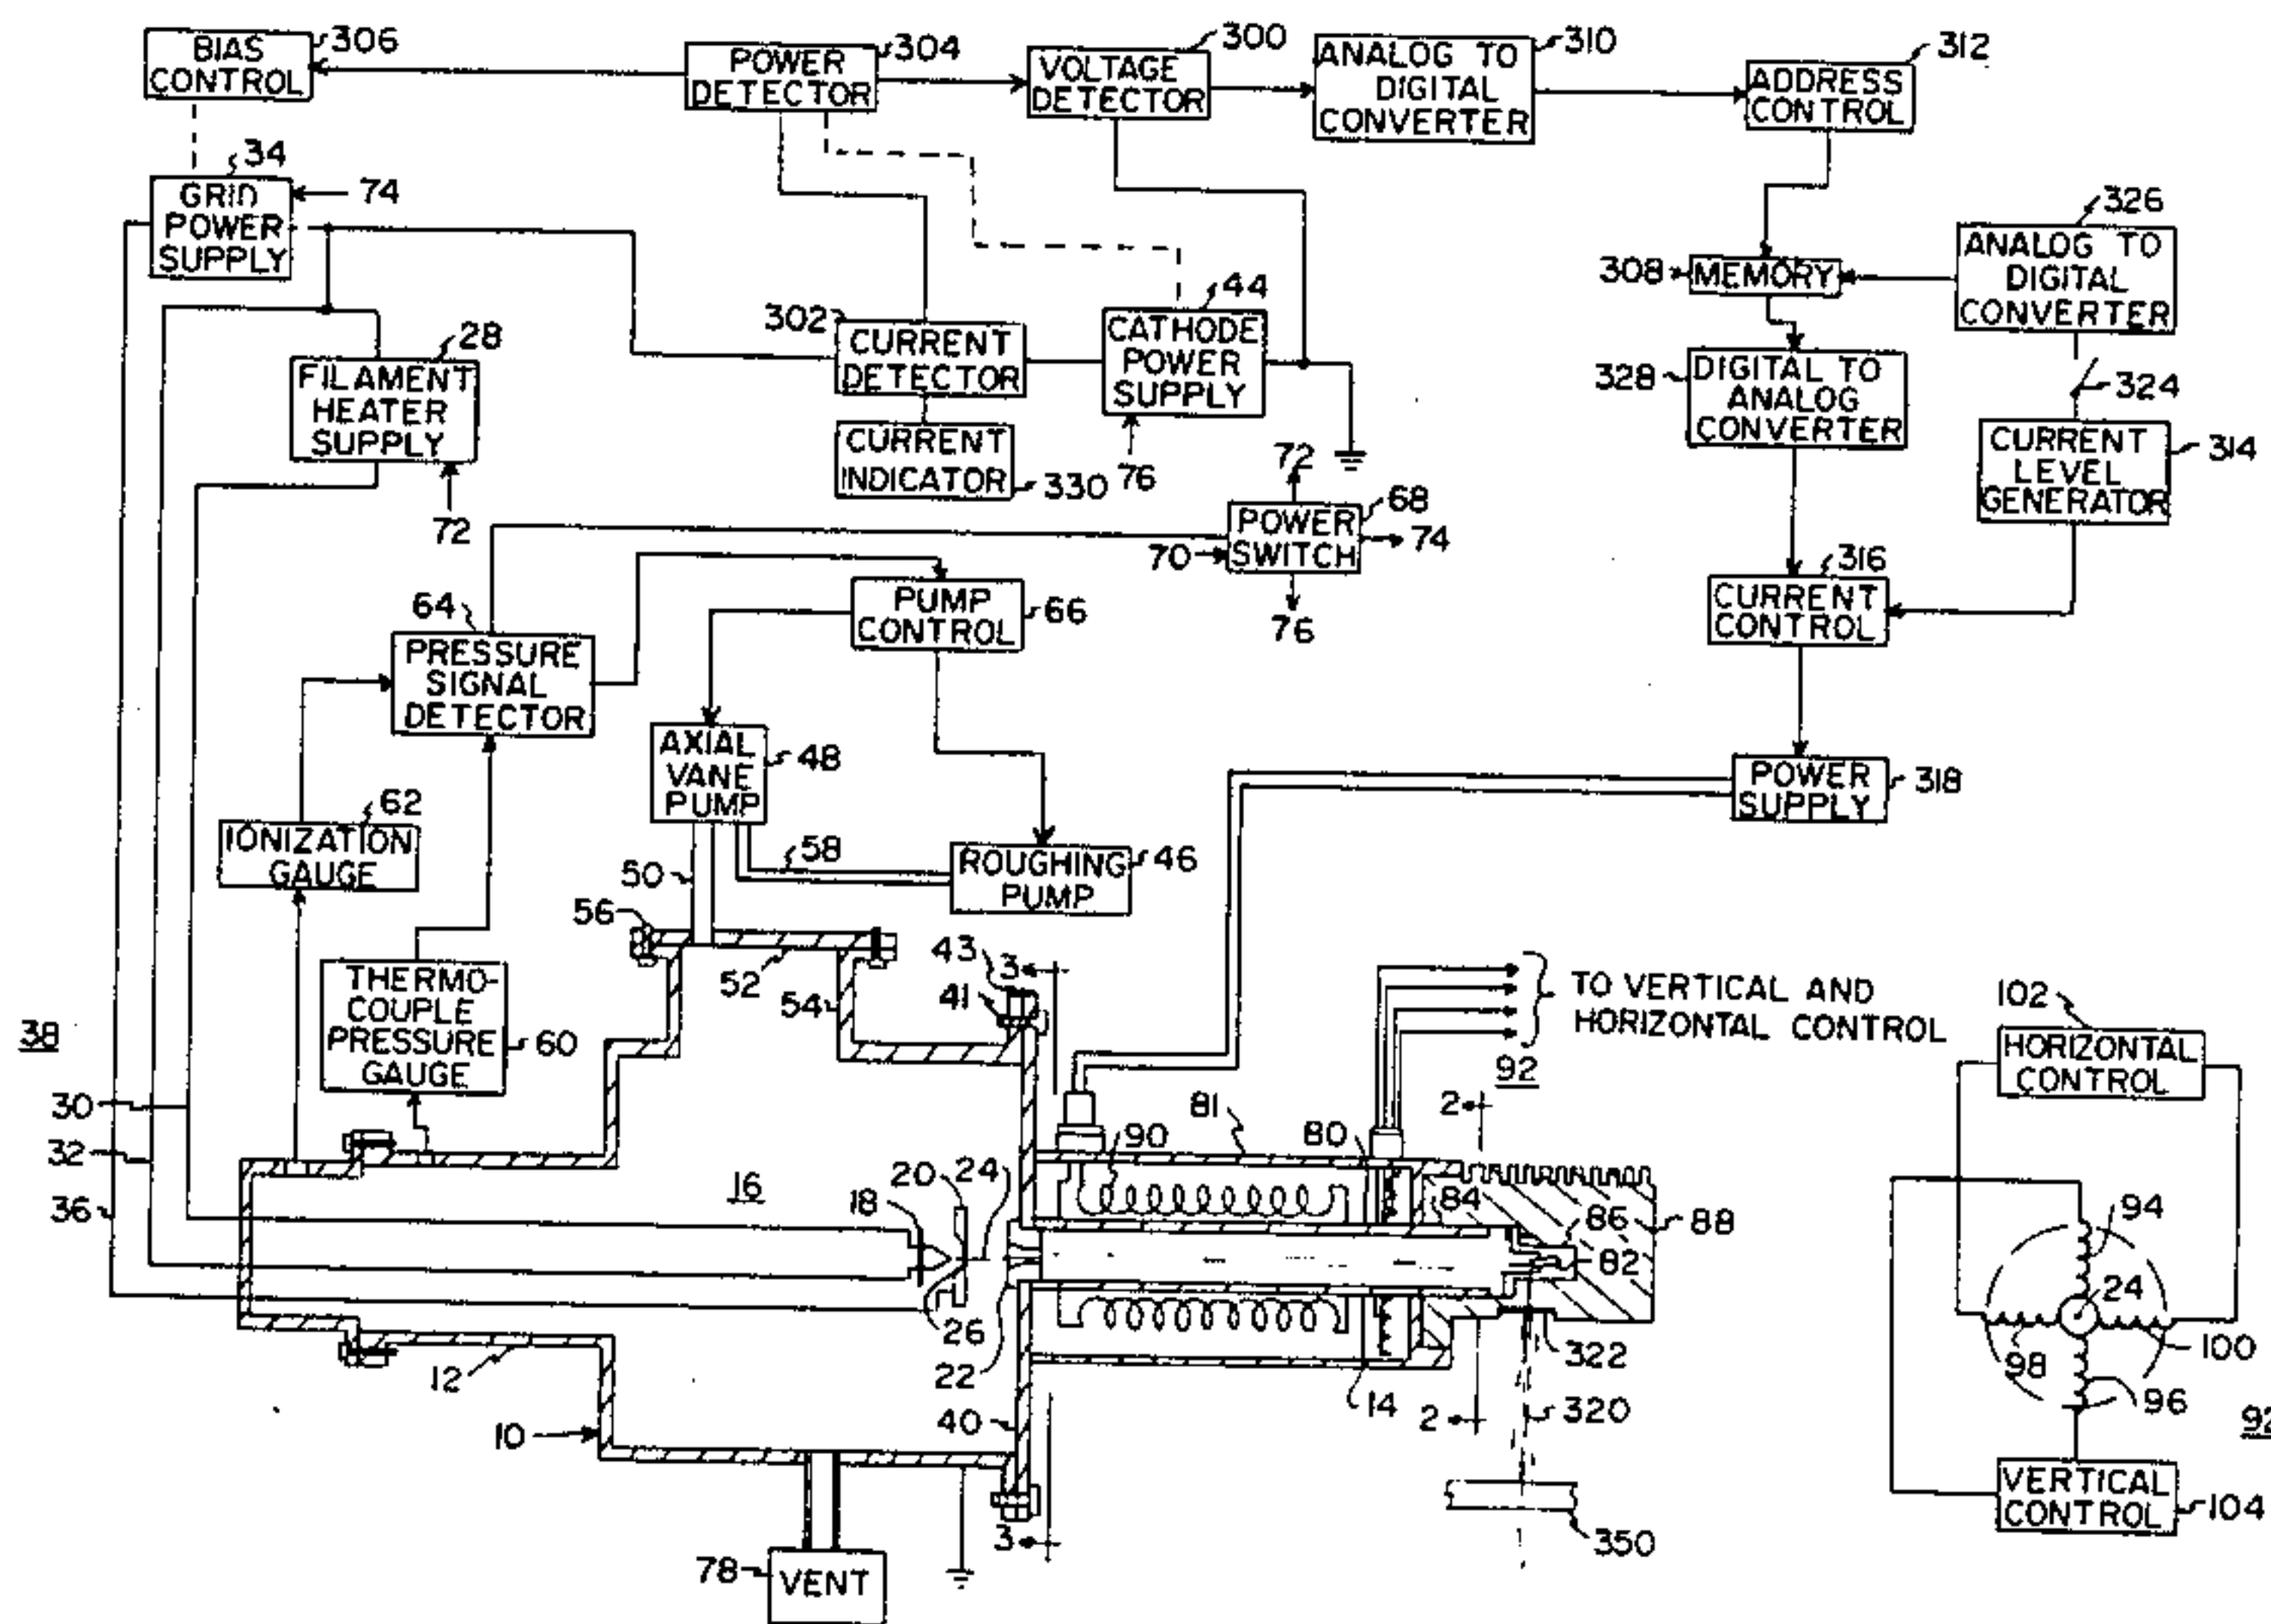 BIAS
CONTROL
306
POWER
DETECTOR
304
VOLTAGE
DETECTOR
300
ANALOG TO
DIGITAL
CONVERTER
310
ADDRESS
CONTROL
312
34
GRID
POWER
SUPPLY
74
308
MEMORY
326
ANALOG TO
DIGITAL
CONVERTER
28
FILAMENT
HEATER
SUPPLY
72
302
CURRENT
DETECTOR
44
CATHODE
POWER
SUPPLY
76
CURRENT
INDICATOR
330
328
DIGITAL TO
ANALOG
CONVERTER
324
CURRENT
LEVEL
GENERATOR
314
72
68
POWER
SWITCH
70
74
76
316
CURRENT
CONTROL
64
PRESSURE
SIGNAL
DETECTOR
PUMP
CONTROL
66
AXIAL
VANE
PUMP
48
POWER
SUPPLY
318
62
IONIZATION
GAUGE
50
58
ROUGHING
PUMP
46
56
52
54
43
41
3
THERMO-
COUPLE
PRESSURE
GAUGE
60
38
TO VERTICAL AND
HORIZONTAL CONTROL
92
102
HORIZONTAL
CONTROL
30
32
36
16
18
20
24
26
22
90
81
80
2
84
86
82
88
94
24
98
100
96
92
12
10
40
14
2
322
320
350
3
78
VENT
VERTICAL
CONTROL
104